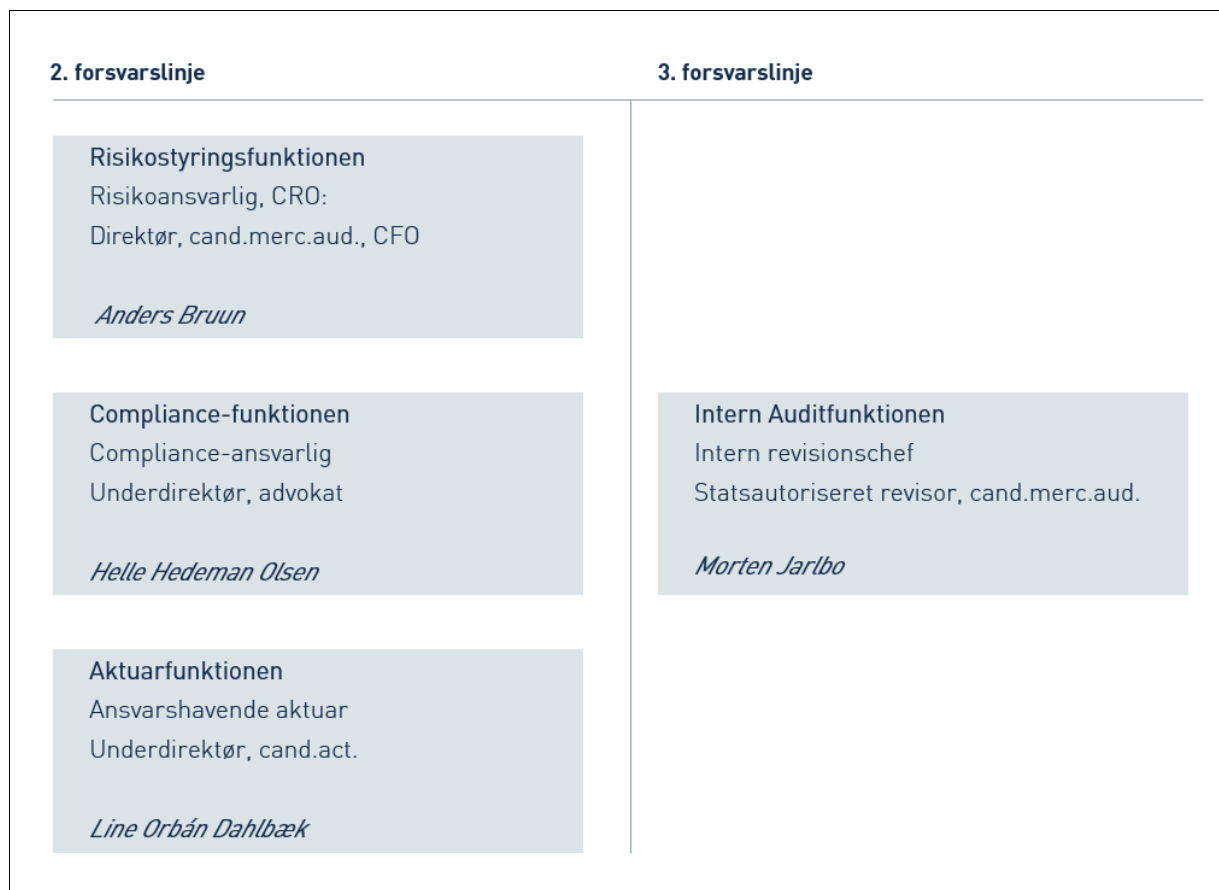 2. forsvarslinje
3. forsvarslinje
Risikostyringsfunktionen
Risikoansvarlig, CRO:
Direktør, cand.merc.aud., CFO
Anders Bruun
Compliance-funktionen
Compliance-ansvarlig
Underdirektør, advokat
Helle Hedeman Olsen
Aktuarfunktionen
Ansvarshavende aktuar
Underdirektør, cand.act.
Line Orbán Dahlbæk
Intern Auditfunktionen
Intern revisionschef
Statsautoriseret revisor, cand.merc.aud.
Morten Jarlbo